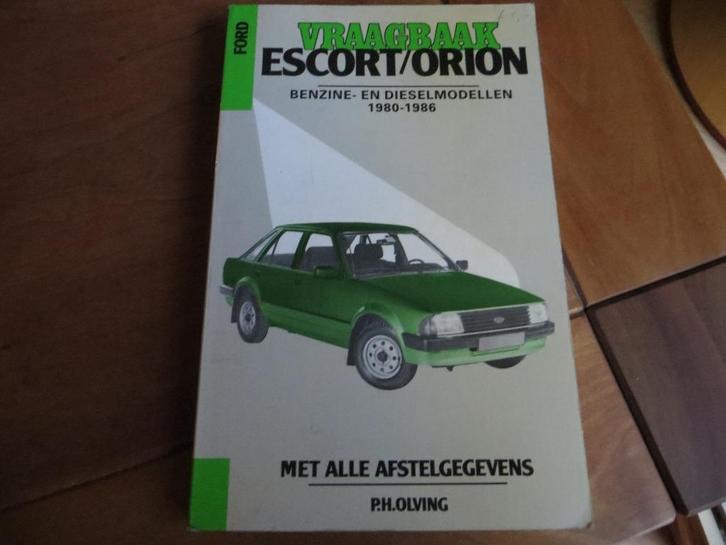 FORD
VRAAGBAAK
ESCORT/ORION
BENZINE- EN DIESELMODELLEN
1980-1986
MET ALLE AFSTELGEGEVENS
P.H.OLVING